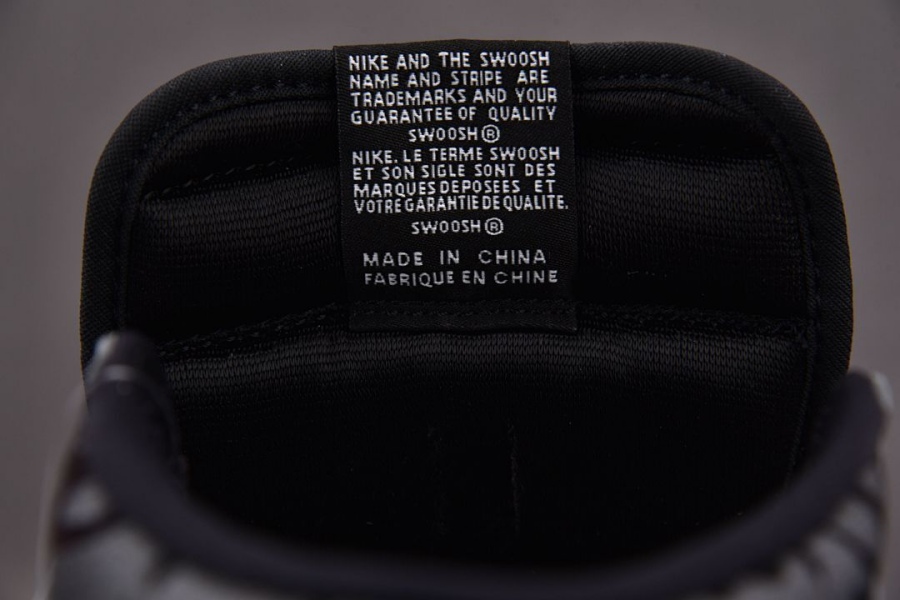 NIKE AND THE SWOOSH
NAME AND STRIPE ARE
TRADEMARKS AND YOUR
GUARANTEE OF QUALITY
SWOOSH®
NIKE. LE TERME SWOOSH
ET SON SIGLE SONT DES
MARQUES DEPOSEES ET
VOTRE GARANTIE DE QUALITE.
SWOOSH®
MADE IN CHINA
FABRIQUE EN CHINE